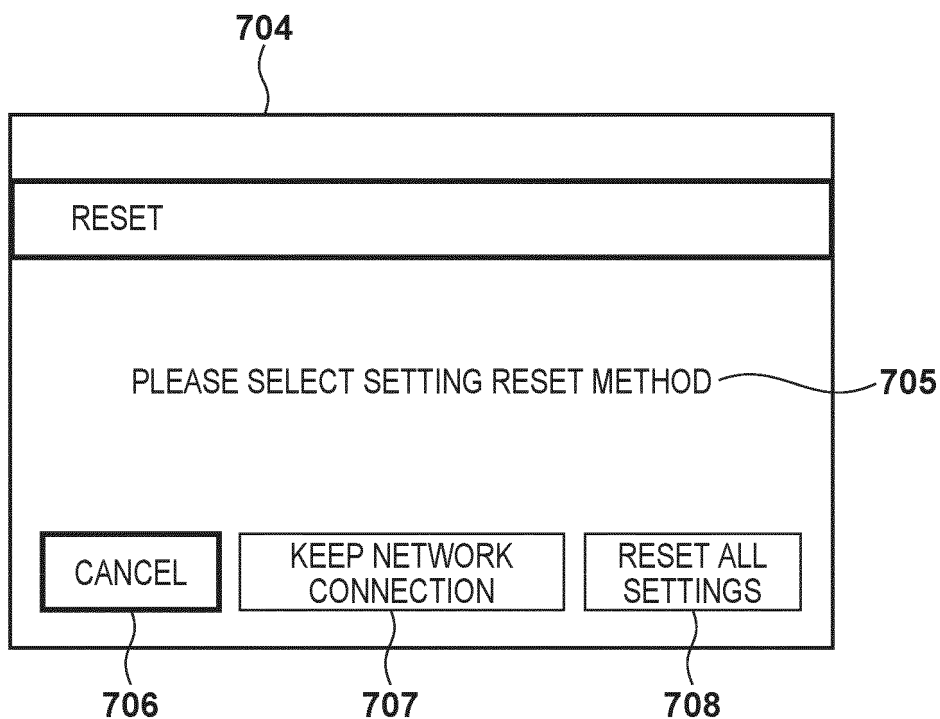 704
RESET
PLEASE SELECT SETTING RESET METHOD
705
CANCEL
KEEP NETWORK
CONNECTION
RESET ALL
SETTINGS
706
707
708